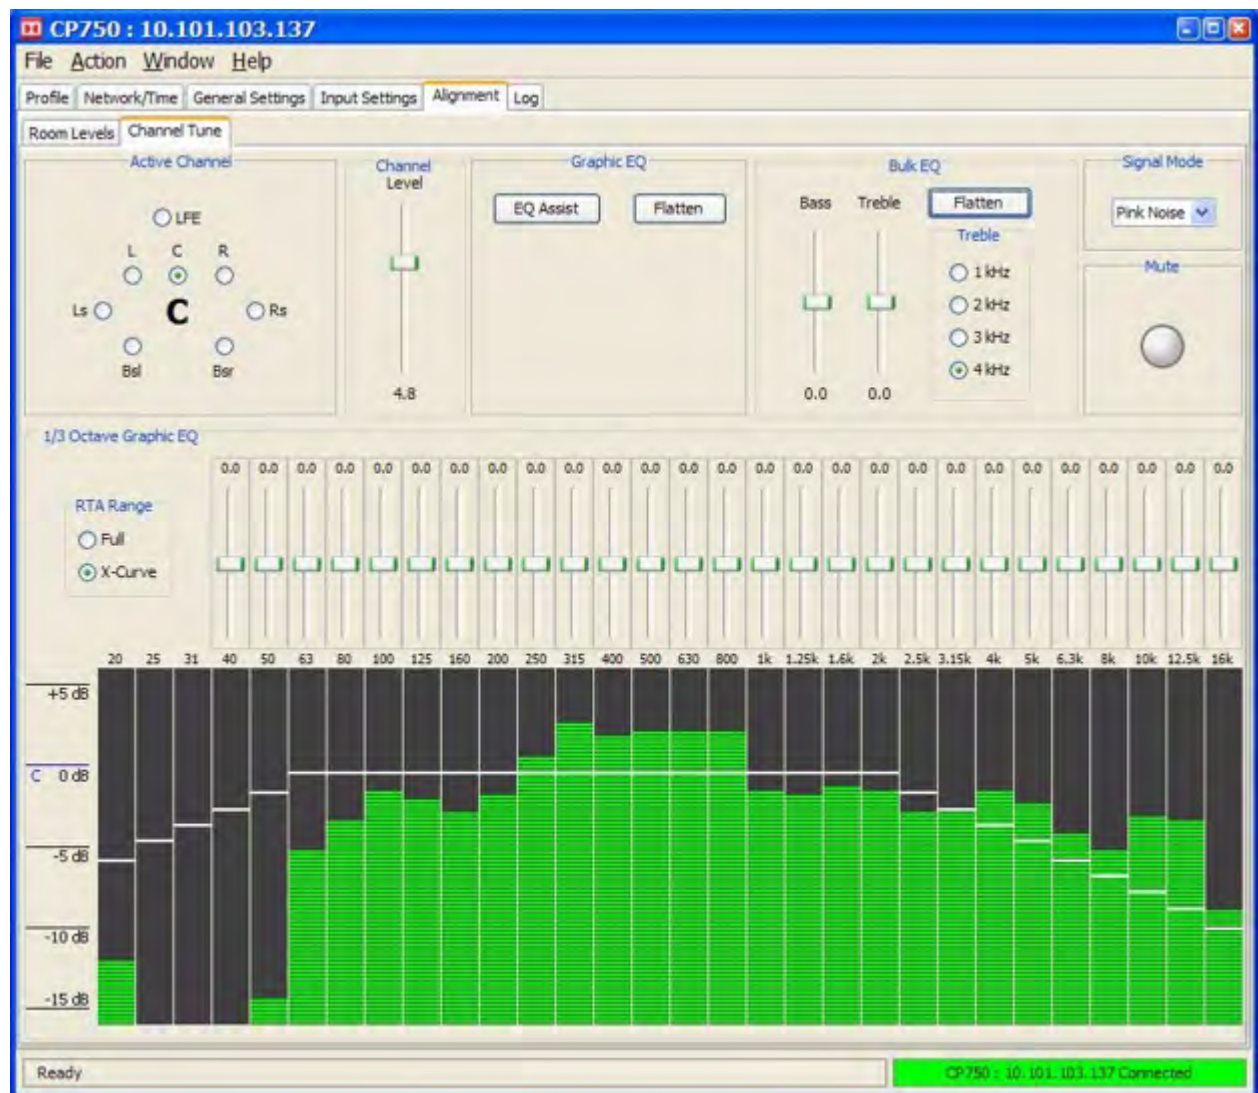 CP750 : 10.101.103.137
File Action Window Help
Profile Network/Time General Settings Input Settings Alignment Log
Room Levels Channel Tune
Active Channel
LFE
L C R
Ls C Rs
Bsl Bsr
Channel
Level
4.8
Graphic EQ
EQ Assist Flatten
Bulk EQ
Bass Treble Flatten
Treble
1 kHz
2 kHz
3 kHz
4 kHz
0.0 0.0
Signal Mode
Pink Noise
Mute
1/3 Octave Graphic EQ
0.0 0.0 0.0 0.0 0.0 0.0 0.0 0.0 0.0 0.0 0.0 0.0 0.0 0.0 0.0 0.0 0.0 0.0 0.0 0.0 0.0 0.0 0.0 0.0 0.0 0.0 0.0
RTA Range
Full
X-Curve
20 25 31 40 50 63 80 100 125 160 200 250 315 400 500 630 800 1k 1.25k 1.6k 2k 2.5k 3.15k 4k 5k 6.3k 8k 10k 12.5k 16k
+5 dB
C 0 dB
-5 dB
-10 dB
-15 dB
Ready
CP750 : 10.101.103.137 Connected